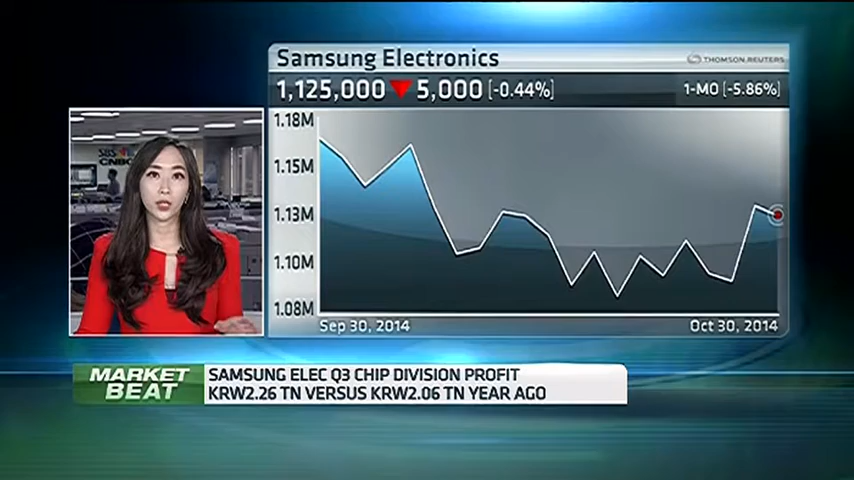 Samsung Electronics
THOMSON REUTERS
1,125,000 5,000 [-0.44%]
1-MO [-5.86%]
1.18M
1.15M
1.13M
1.10M
1.08M
Sep 30, 2014
Oct 30, 2014
SBS
CNBC
MARKET
BEAT
SAMSUNG ELEC Q3 CHIP DIVISION PROFIT
KRW2.26 TN VERSUS KRW2.06 TN YEAR AGO